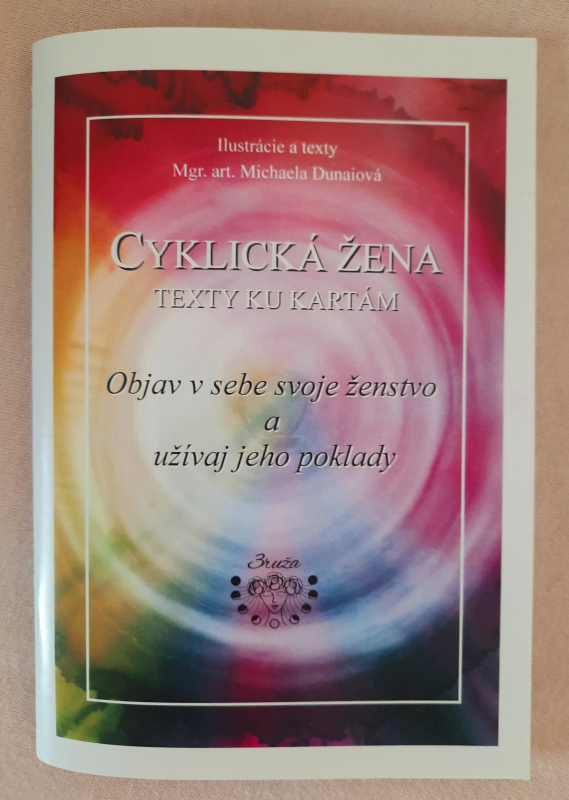 Ilustrácie a texty
Mgr. art. Michaela Dunaiová
CYKLICKÁ ŽENA
TEXTY KU KARTÁM
Objav v sebe svoje ženstvo
a
užívaj jeho poklady
3ruža